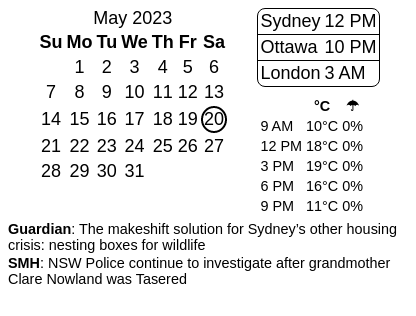 May 2023
Su Mo Tu We Th Fr Sa
1 2 3 4 5 6
7 8 9 10 11 12 13
14 15 16 17 18 19 20
21 22 23 24 25 26 27
28 29 30 31
Sydney 12 PM
Ottawa 10 PM
London 3 AM
°C ☂
9 AM 10°C 0%
12 PM 18°C 0%
3 PM 19°C 0%
6 PM 16°C 0%
9 PM 11°C 0%
Guardian: The makeshift solution for Sydney’s other housing
crisis: nesting boxes for wildlife
SMH: NSW Police continue to investigate after grandmother
Clare Nowland was Tasered